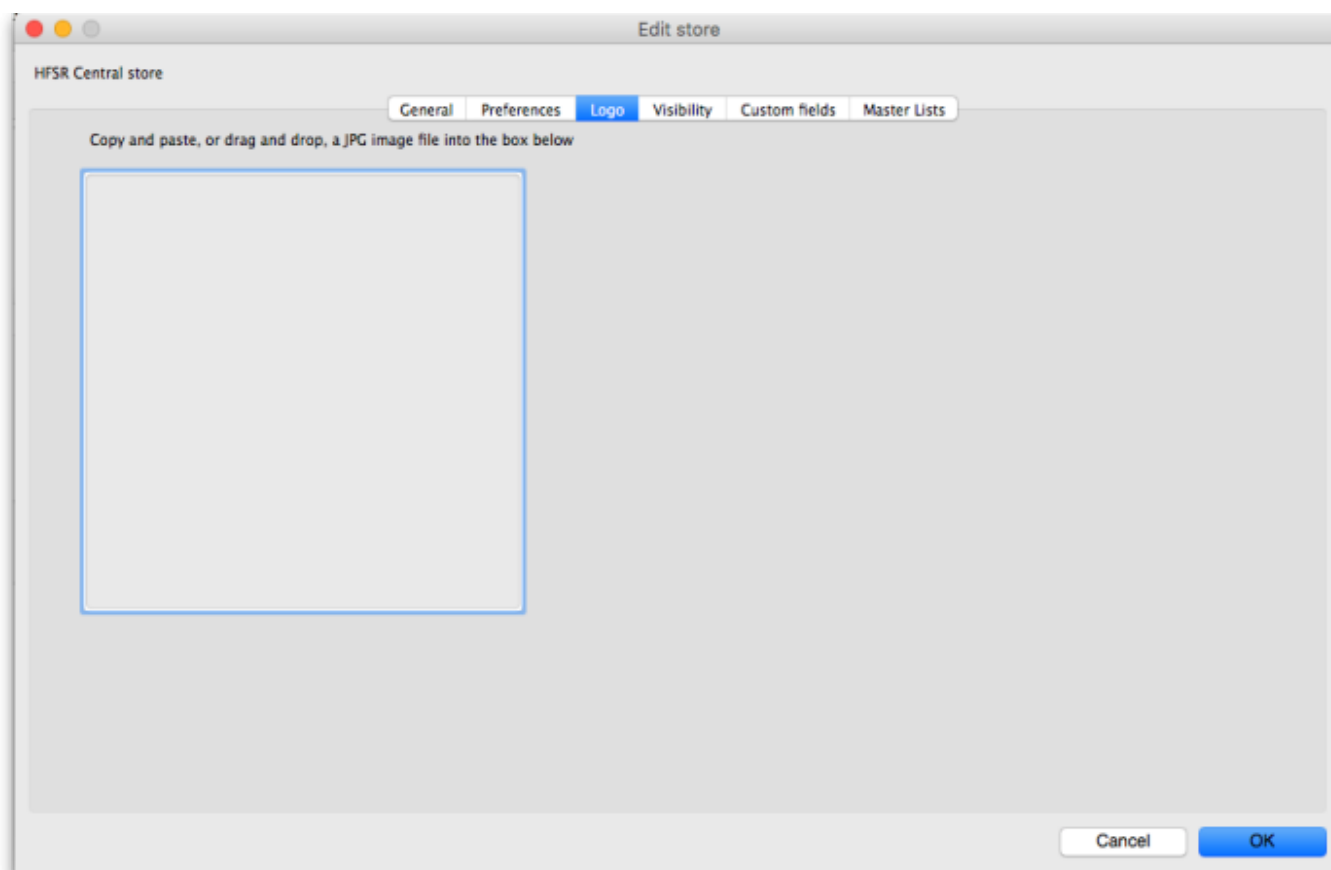 Edit store
HFSR Central store
General Preferences Logo Visibility Custom fields Master Lists
Copy and paste, or drag and drop, a JPG image file into the box below
Cancel OK